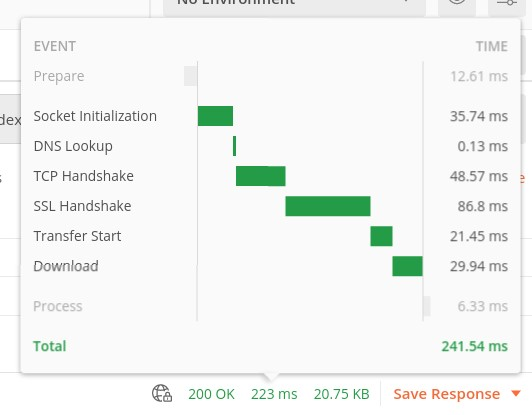 No Environment
EVENT TIME
Prepare 12.61 ms
Socket Initialization 35.74 ms
dex
DNS Lookup 0.13 ms
TCP Handshake 48.57 ms
SSL Handshake 86.8 ms
Transfer Start 21.45 ms
Download 29.94 ms
Process 6.33 ms
Total 241.54 ms
200 OK 223 ms 20.75 KB Save Response